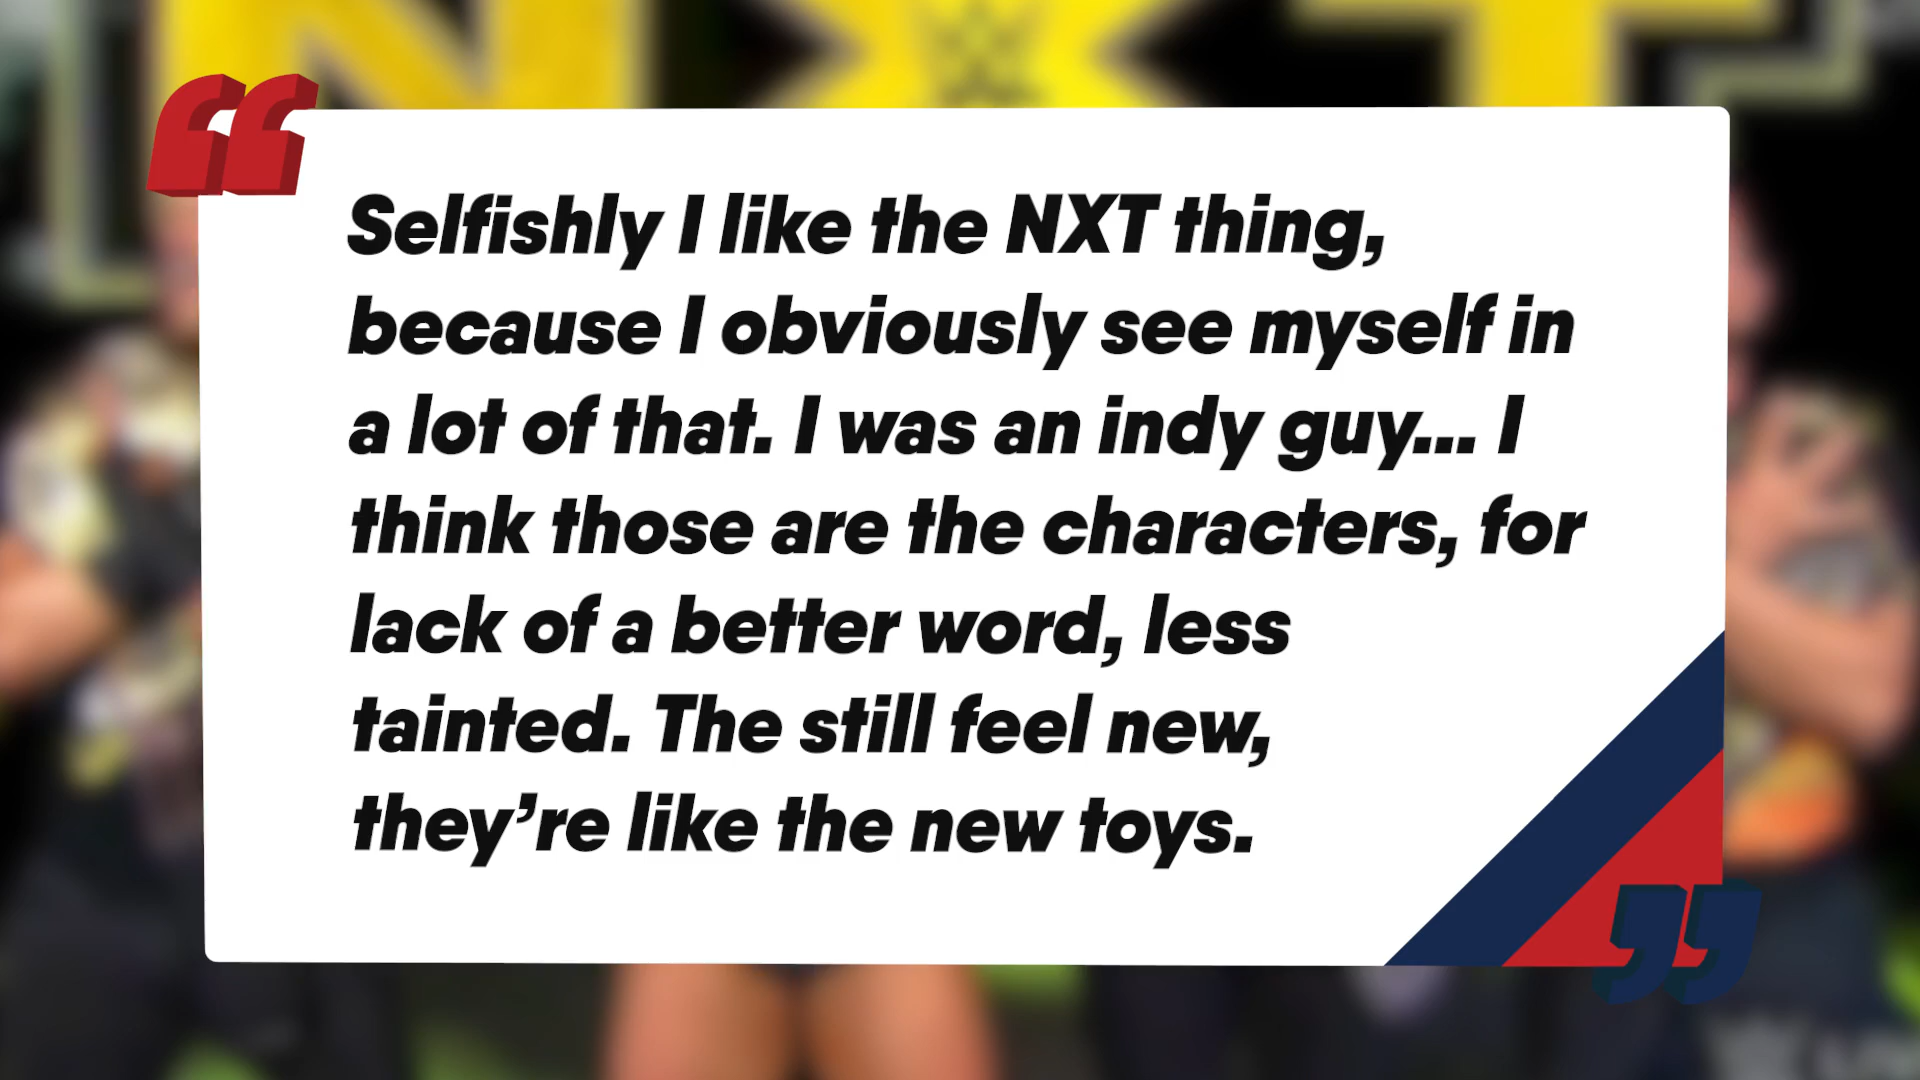 NXT
Selfishly I like the NXT thing,
because I obviously see myself in
a lot of that. I was an indy guy... I
think those are the characters, for
lack of a better word, less
tainted. The still feel new,
they’re like the new toys.